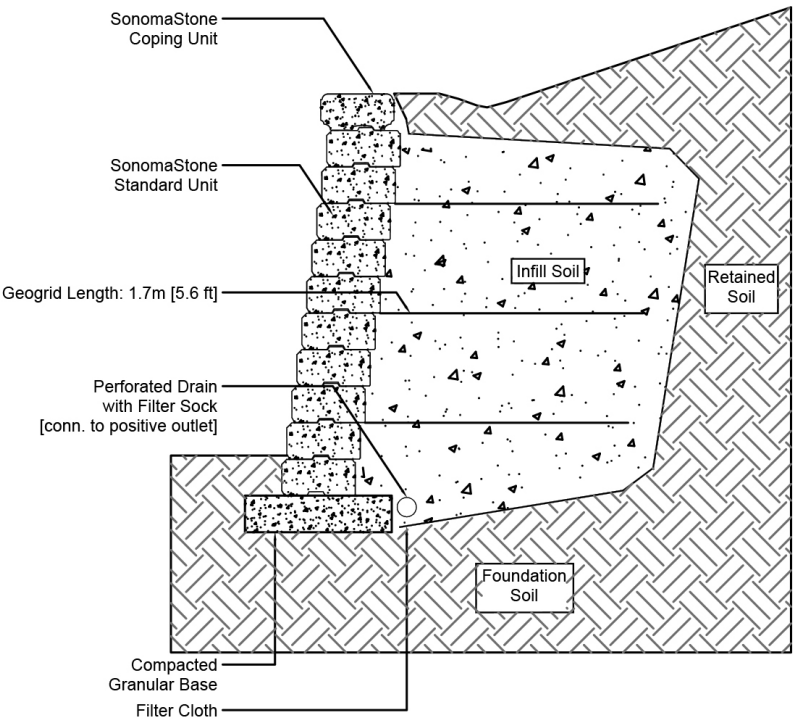 SonomaStone
Coping Unit
SonomaStone
Standard Unit
Infill Soil
Retained
Soil
Geogrid Length: 1.7m [5.6 ft]
Perforated Drain
with Filter Sock
[conn. to positive outlet]
Foundation
Soil
Compacted
Granular Base
Filter Cloth